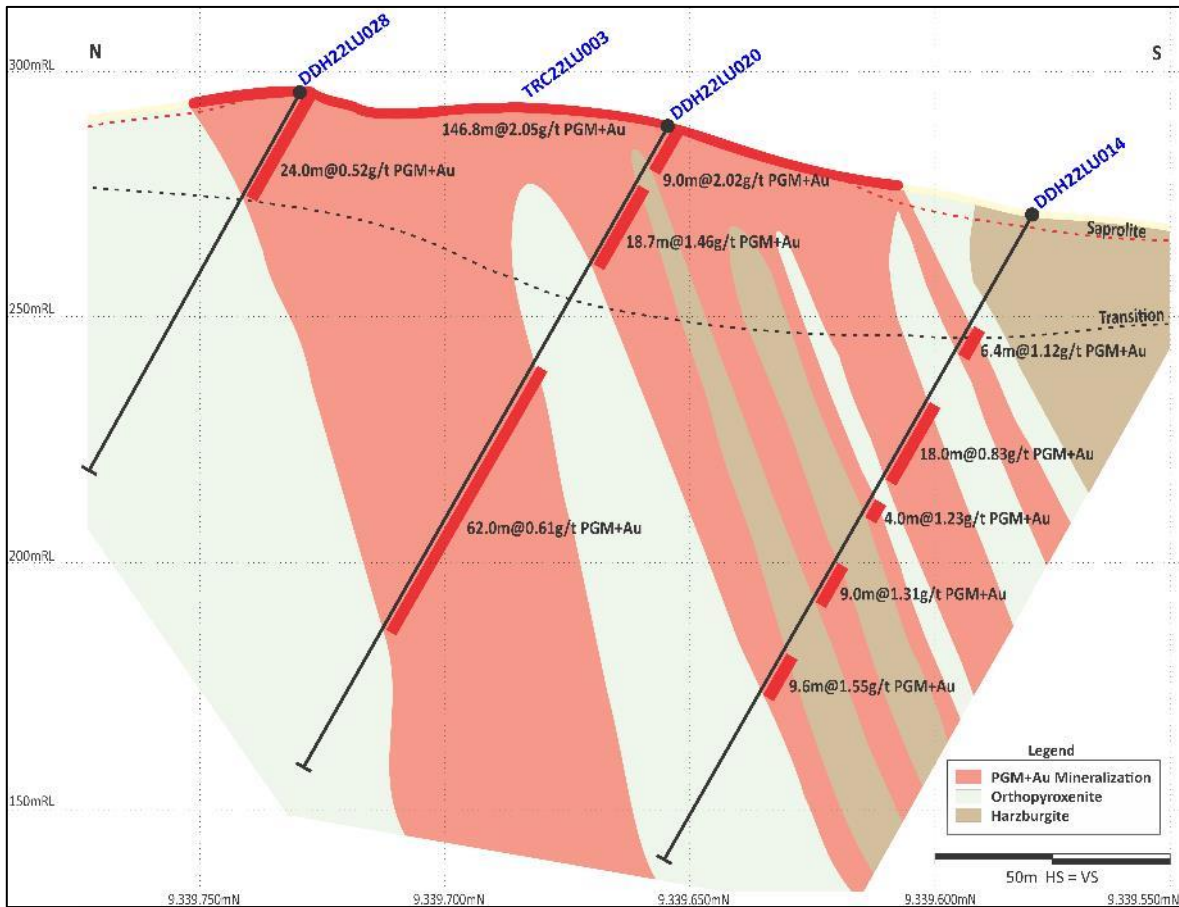 N
S
DDH22LU028
TRC22LU003
DDH22LU020
DDH22LU014
300mRL
146.8m@2.05g/t PGM+Au
24.0m@0.52g/t PGM+Au
9.0m@2.02g/t PGM+Au
18.7m@1.46g/t PGM+Au
Saprolite
250mRL
Transition
6.4m@1.12g/t PGM+Au
18.0m@0.83g/t PGM+Au
4.0m@1.23g/t PGM+Au
62.0m@0.61g/t PGM+Au
200mRL
9.0m@1.31g/t PGM+Au
9.6m@1.55g/t PGM+Au
150mRL
Legend
PGM+Au Mineralization
Orthopyroxenite
Harzburgite
50m HS = VS
9.339.750mN
9.339.700mN
9.339.650mN
9.339.600mN
9.339.550mN